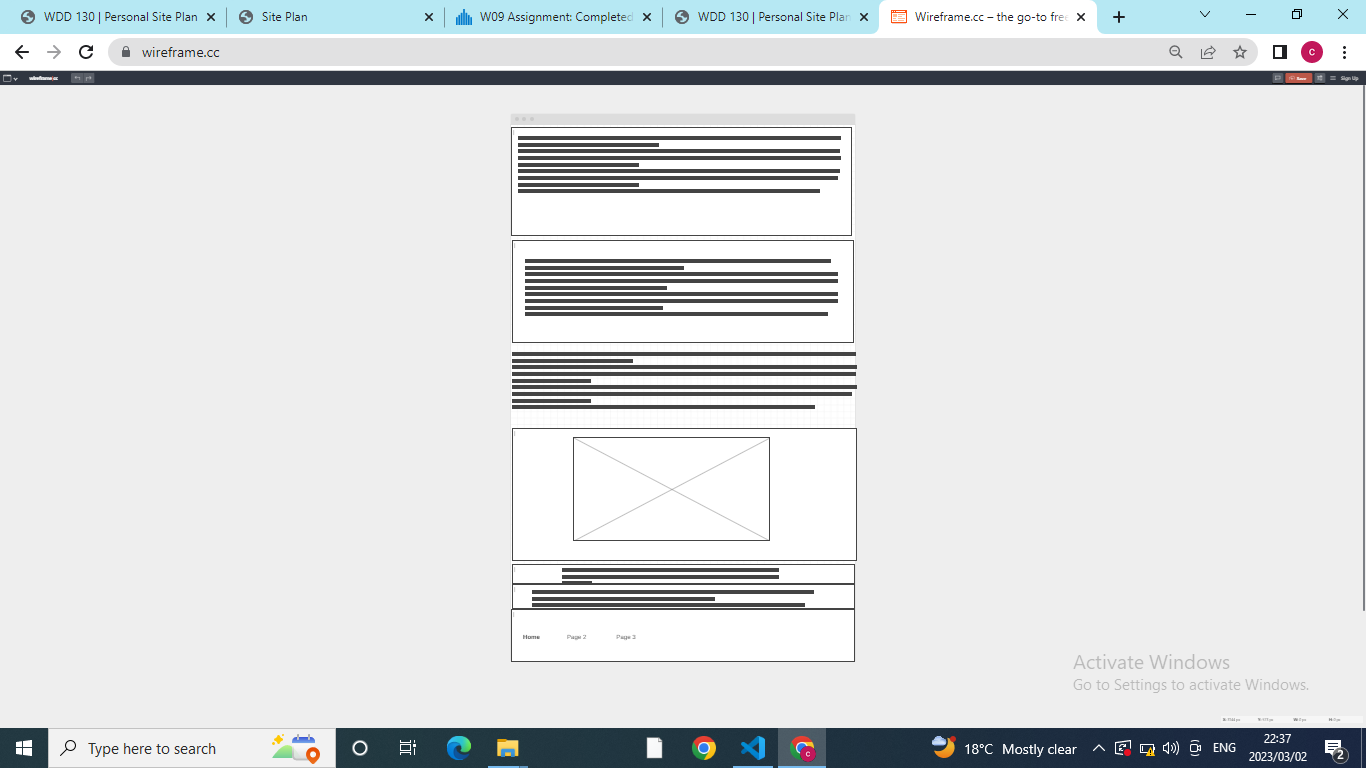 WDD 130 | Personal Site Plan
Site Plan
W09 Assignment: Completed
WDD 130 | Personal Site Plan
Wireframe.cc – the go-to free
wireframe.cc
C
wireframe.cc
Save
Sign Up
Home
Page 2
Page 3
Activate Windows
Go to Settings to activate Windows.
Type here to search
C
18°C Mostly clear
ENG
22:37
2023/03/02
2